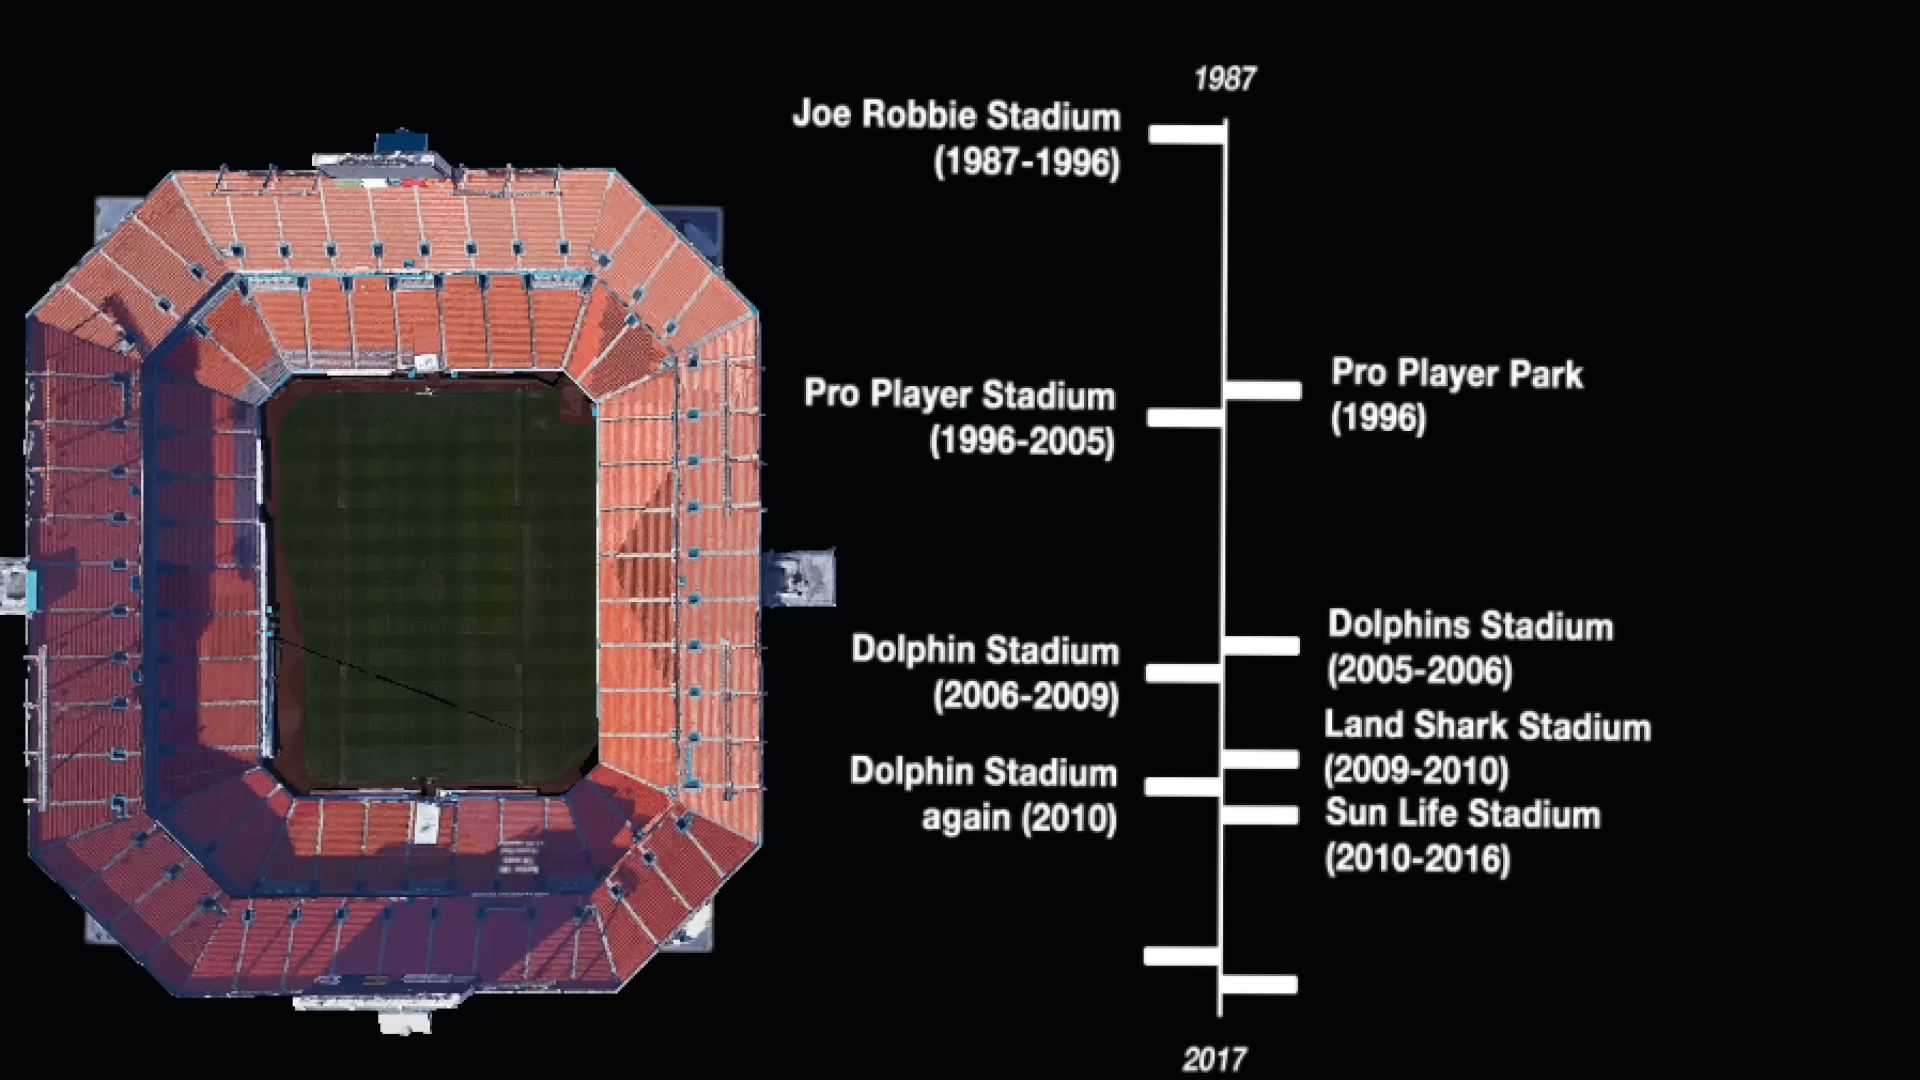 1987
Joe Robbie Stadium
(1987-1996)
Pro Player Park
(1996)
Pro Player Stadium
(1996-2005)
Dolphins Stadium
(2005-2006)
Dolphin Stadium
(2006-2009)
Land Shark Stadium
(2009-2010)
Dolphin Stadium
again (2010)
Sun Life Stadium
(2010-2016)
2017